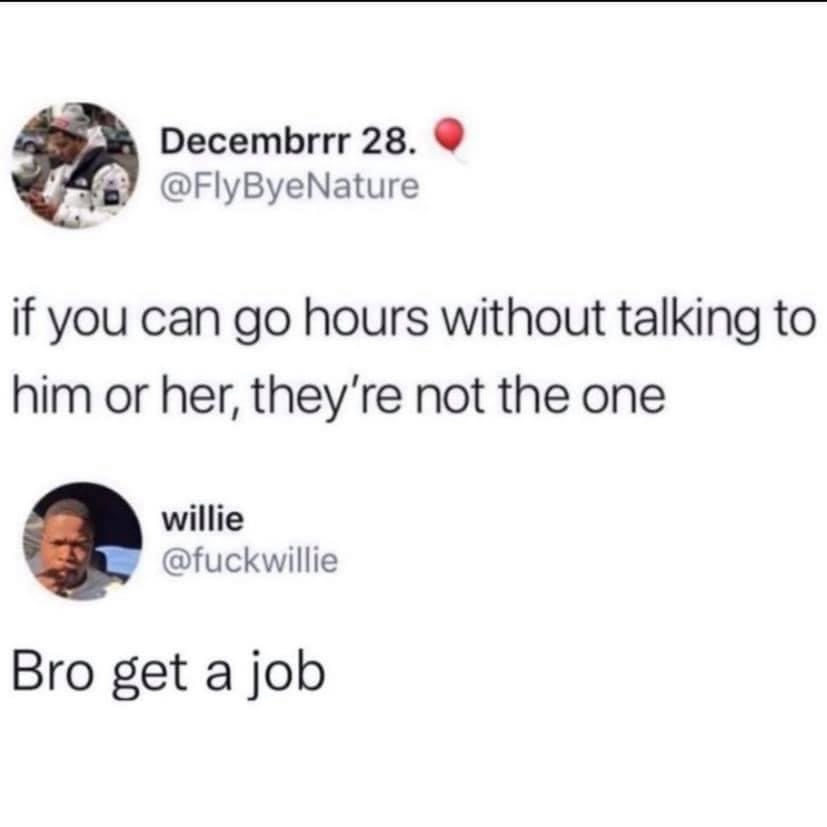 Decembrrr 28. 🎈
@FlyByeNature
if you can go hours without talking to
him or her, they're not the one
willie
@fuckwillie
Bro get a job